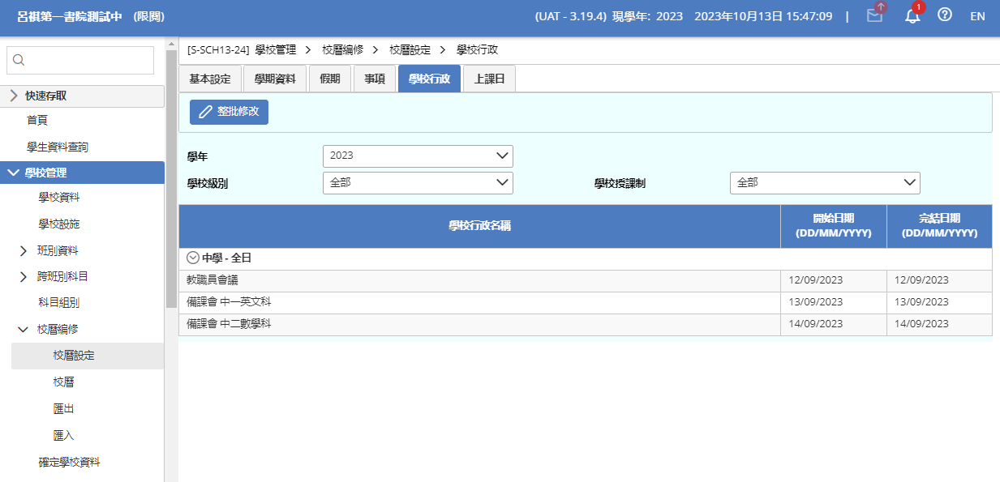 呂祺第一書院測試中 (限閱)
(UAT - 3.19.4) 現學年: 2023 2023年10月13日 15:47:09 | 1 EN
[S-SCH13-24] 學校管理 > 校曆編修 > 校曆設定 > 學校行政
基本設定 學期資料 假期 事項 學校行政 上課日
整批修改
快速存取
首頁
學生資料查詢
學校管理
學校資料
學校設施
班別資料
跨班別科目
科目組別
校曆編修
校曆設定
校曆
匯出
匯入
確定學校資料
學年 2023
學校級別 全部 學校授課制 全部
學校行政名稱 開始日期 (DD/MM/YYYY) 完結日期 (DD/MM/YYYY)
中學 - 全日
教職員會議 12/09/2023 12/09/2023
備課會 中一英文科 13/09/2023 13/09/2023
備課會 中二數學科 14/09/2023 14/09/2023